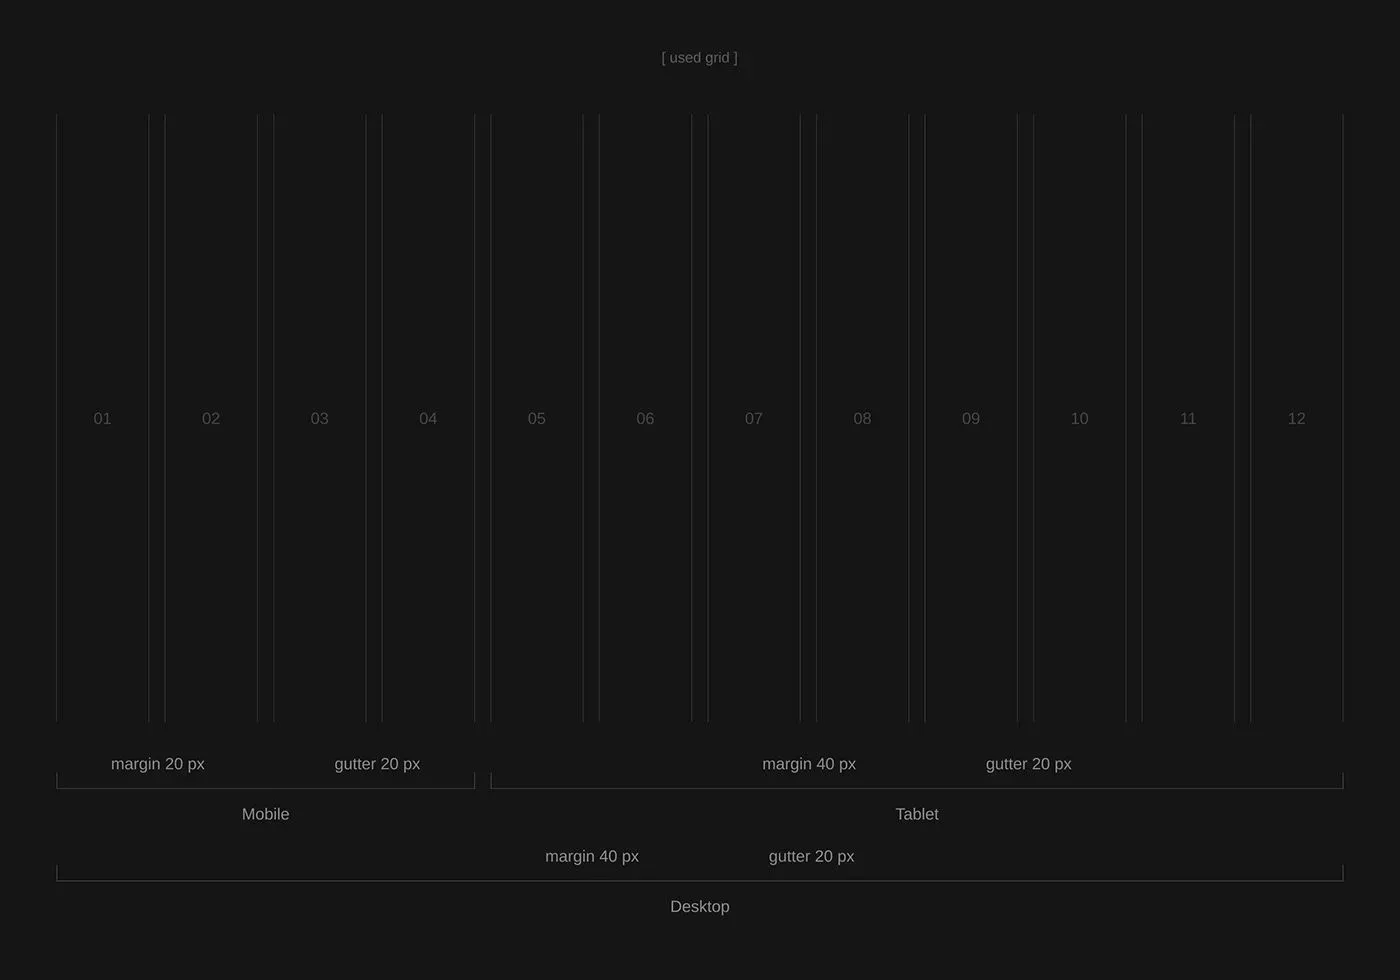 [ used grid ]
01 02 03 04 05 06 07 08 09 10 11 12
margin 20 px gutter 20 px margin 40 px gutter 20 px
Mobile Tablet
margin 40 px gutter 20 px
Desktop